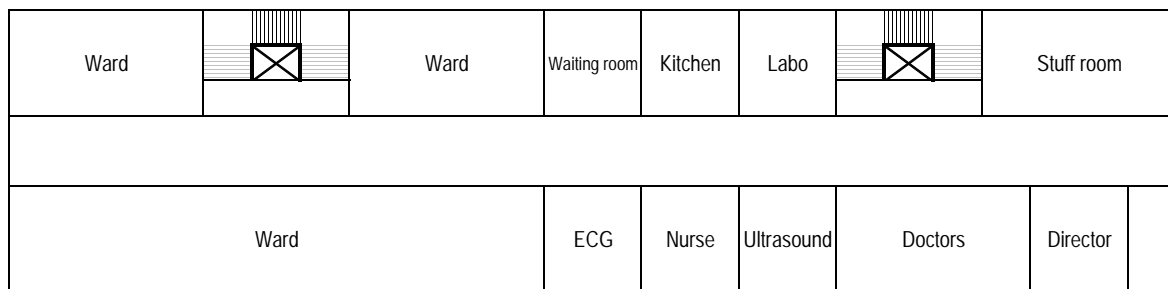 Ward
Ward
Waiting room
Kitchen
Labo
Stuff room
Ward
ECG
Nurse
Ultrasound
Doctors
Director